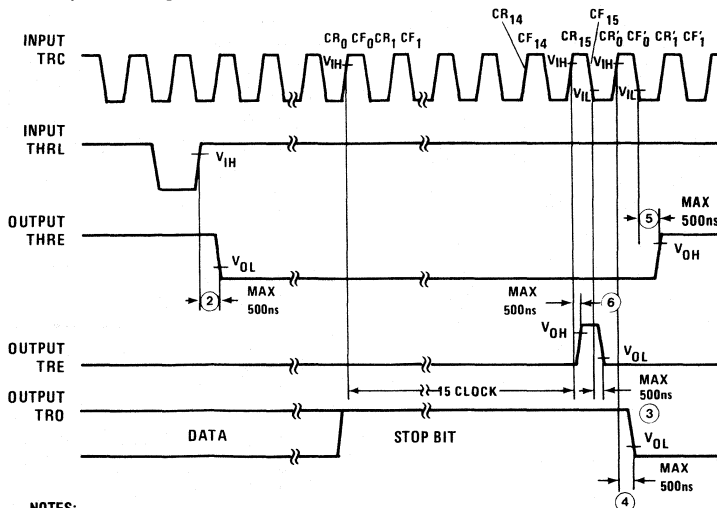 CR14 CF15
INPUT TRC
CR0 CF0 CR1 CF1 CF14 CR15 CR'0 CF'0 CR'1 CF'1
VIH VIH VIH
VIL VIL
INPUT THRL
VIH
OUTPUT THRE
5 MAX 500ns
VOH
VOL
2 MAX 500ns
MAX 500ns 6
VOH
OUTPUT TRE
VOL
15 CLOCK
MAX 500ns
OUTPUT TRO
3
DATA STOP BIT
VOL
MAX 500ns
4
NOTES: